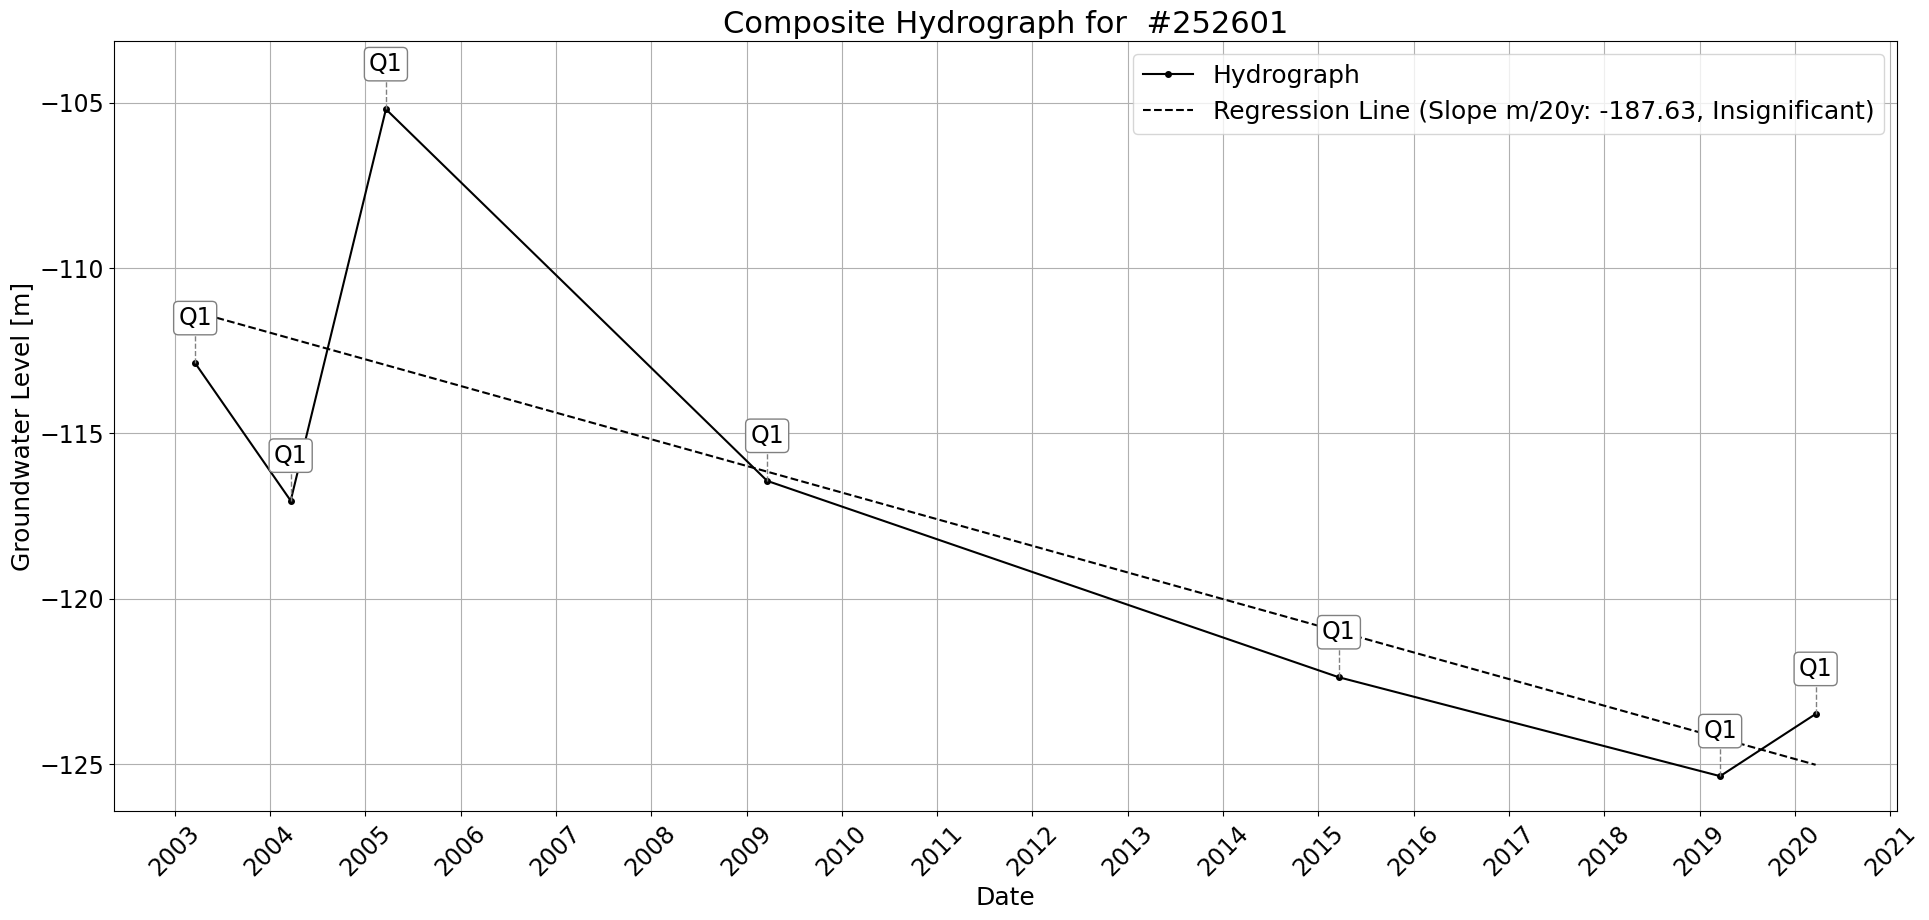 Composite Hydrograph for  #252601
Hydrograph
Regression Line (Slope m/20y: -187.63, Insignificant)
Groundwater Level [m]
−105
−110
−115
−120
−125
Q1
Q1
Q1
Q1
Q1
Q1
Q1
2003
2004
2005
2006
2007
2008
2009
2010
2011
2012
2013
2014
2015
2016
2017
2018
2019
2020
2021
Date